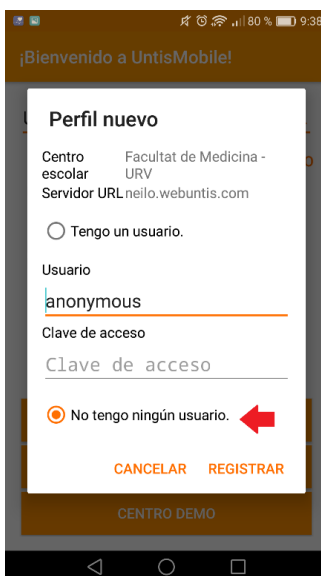 80 % 9:38
¡Bienvenido a UntisMobile!
Perfil nuevo
Centro escolar
Facultat de Medicina - URV
Servidor URL neilo.webuntis.com
Tengo un usuario.
Usuario
anonymous
Clave de acceso
Clave de acceso
No tengo ningún usuario.
CANCELAR REGISTRAR
CENTRO DEMO